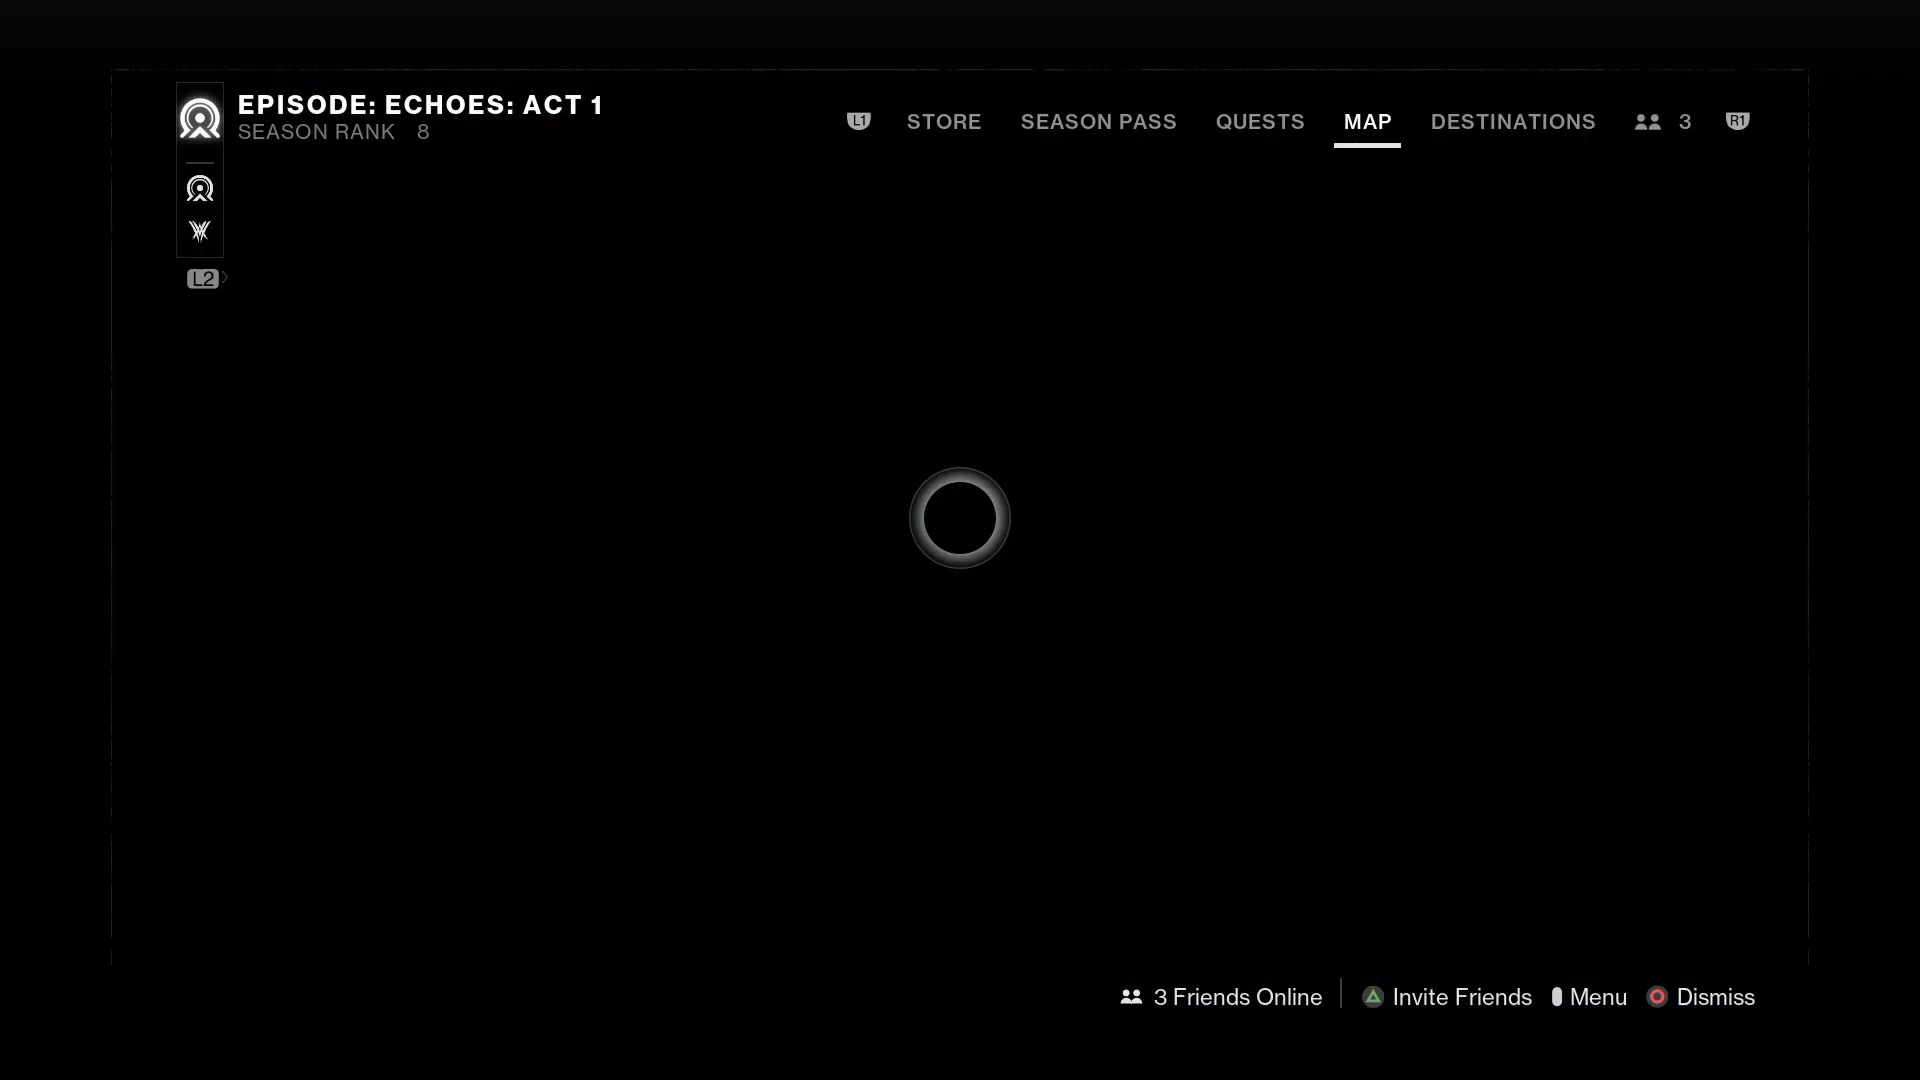 EPISODE: ECHOES: ACT 1
SEASON RANK 8
L1 STORE SEASON PASS QUESTS MAP DESTINATIONS 3 R1
L2
3 Friends Online Invite Friends Menu Dismiss